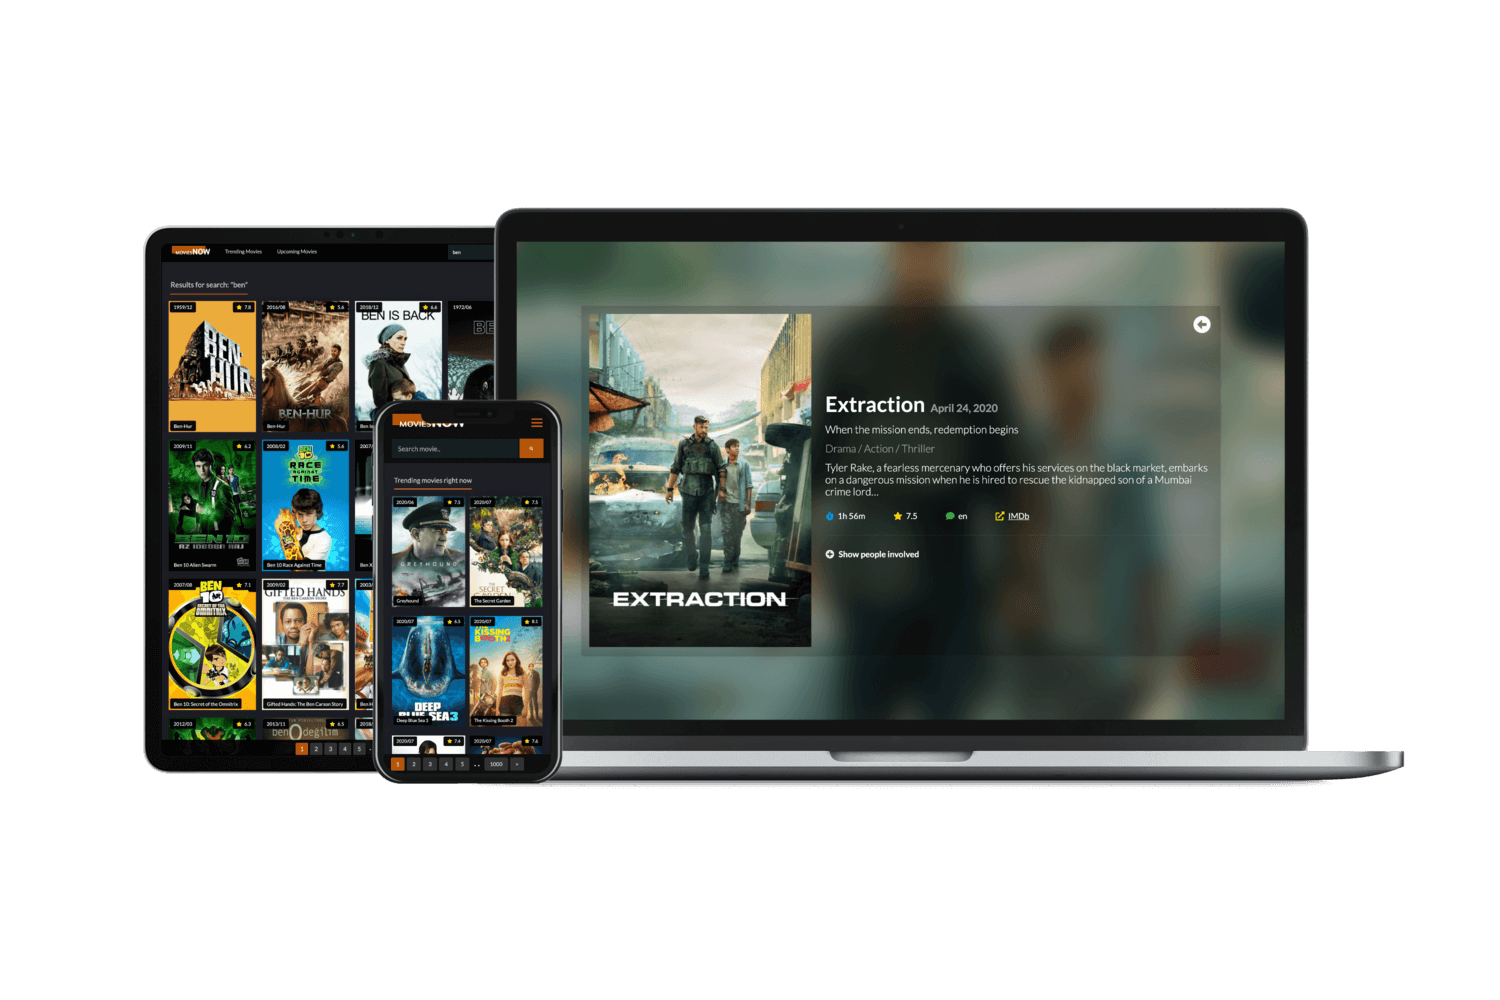 MOVIESNOW
Trending Movies
Upcoming Movies
ben
Results for search: "ben"
1959/12
7.8
BEN-HUR
Ben-Hur
2016/08
5.6
BEN-HUR
Ben-Hur
2018/12
6.6
BEN IS BACK
Ben is
1972/06
BE
2009/11
6.2
BEN 10
Ben 10 Alien Swarm
2008/02
5.6
BEN 10
RACE
AGAINST
TIME
Ben 10 Race Against Time
2007/
Ben X
2007/08
7.1
BEN
10
SECRET OF THE
OMNITRIX
Ben 10: Secret of the Omnitrix
2009/02
7.7
GIFTED HANDS
THE BEN CARSON STORY
Gifted Hands: The Ben Carson Story
2003/
Ben H
2012/03
6.3
2013/11
6.5
ben O değilim
2018/
1
2
3
4
5
MOVIESNOW
Search movie..
Trending movies right now
2020/06
7.5
GREYHOUND
Greyhound
2020/07
7.5
THE
SECRET
The Secret Garden
2020/07
6.5
DEEP
BLUE SEA 3
Deep Blue Sea 3
2020/07
8.1
THE
KISSING
BOOTH 2
The Kissing Booth 2
2020/07
7.4
2020/07
7.6
1
2
3
4
5
..
1000
»
EXTRACTION
Extraction April 24, 2020
When the mission ends, redemption begins
Drama / Action / Thriller
Tyler Rake, a fearless mercenary who offers his services on the black market, embarks
on a dangerous mission when he is hired to rescue the kidnapped son of a Mumbai
crime lord...
1h 56m
7.5
en
IMDb
Show people involved